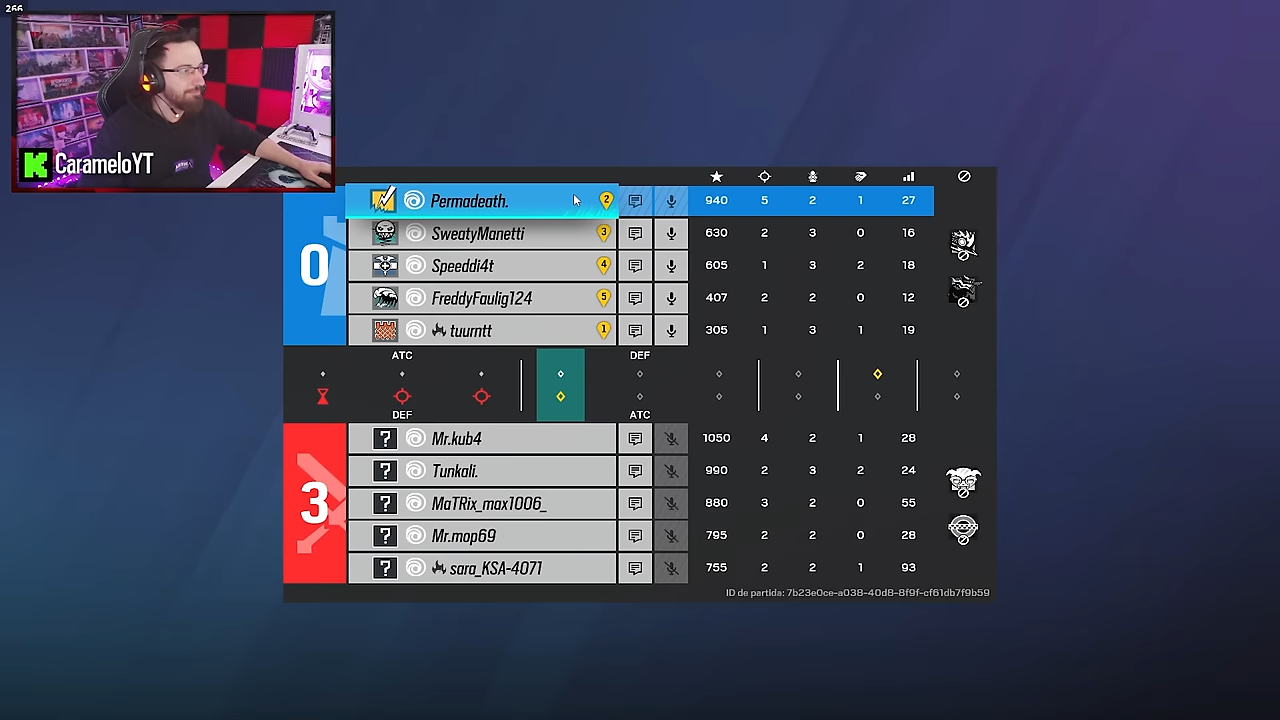 266
CarameloYT
Permadeath. 2 940 5 2 1 27
0
SweatyManetti 3 630 2 3 0 16
Speeddi4t 4 605 1 3 2 18
FreddyFaulig124 5 407 2 2 0 12
tuurntt 1 305 1 3 1 19
ATC DEF
DEF ATC
3
? Mr.kub4 1050 4 2 1 28
? Tunkali. 990 2 3 2 24
? MaTRix_max1006_ 880 3 2 0 55
? Mr.mop69 795 2 2 0 28
? sara_KSA-4071 755 2 2 1 93
ID de partida: 7b23e0ce-a038-40d8-8f9f-cf61db7f9b59